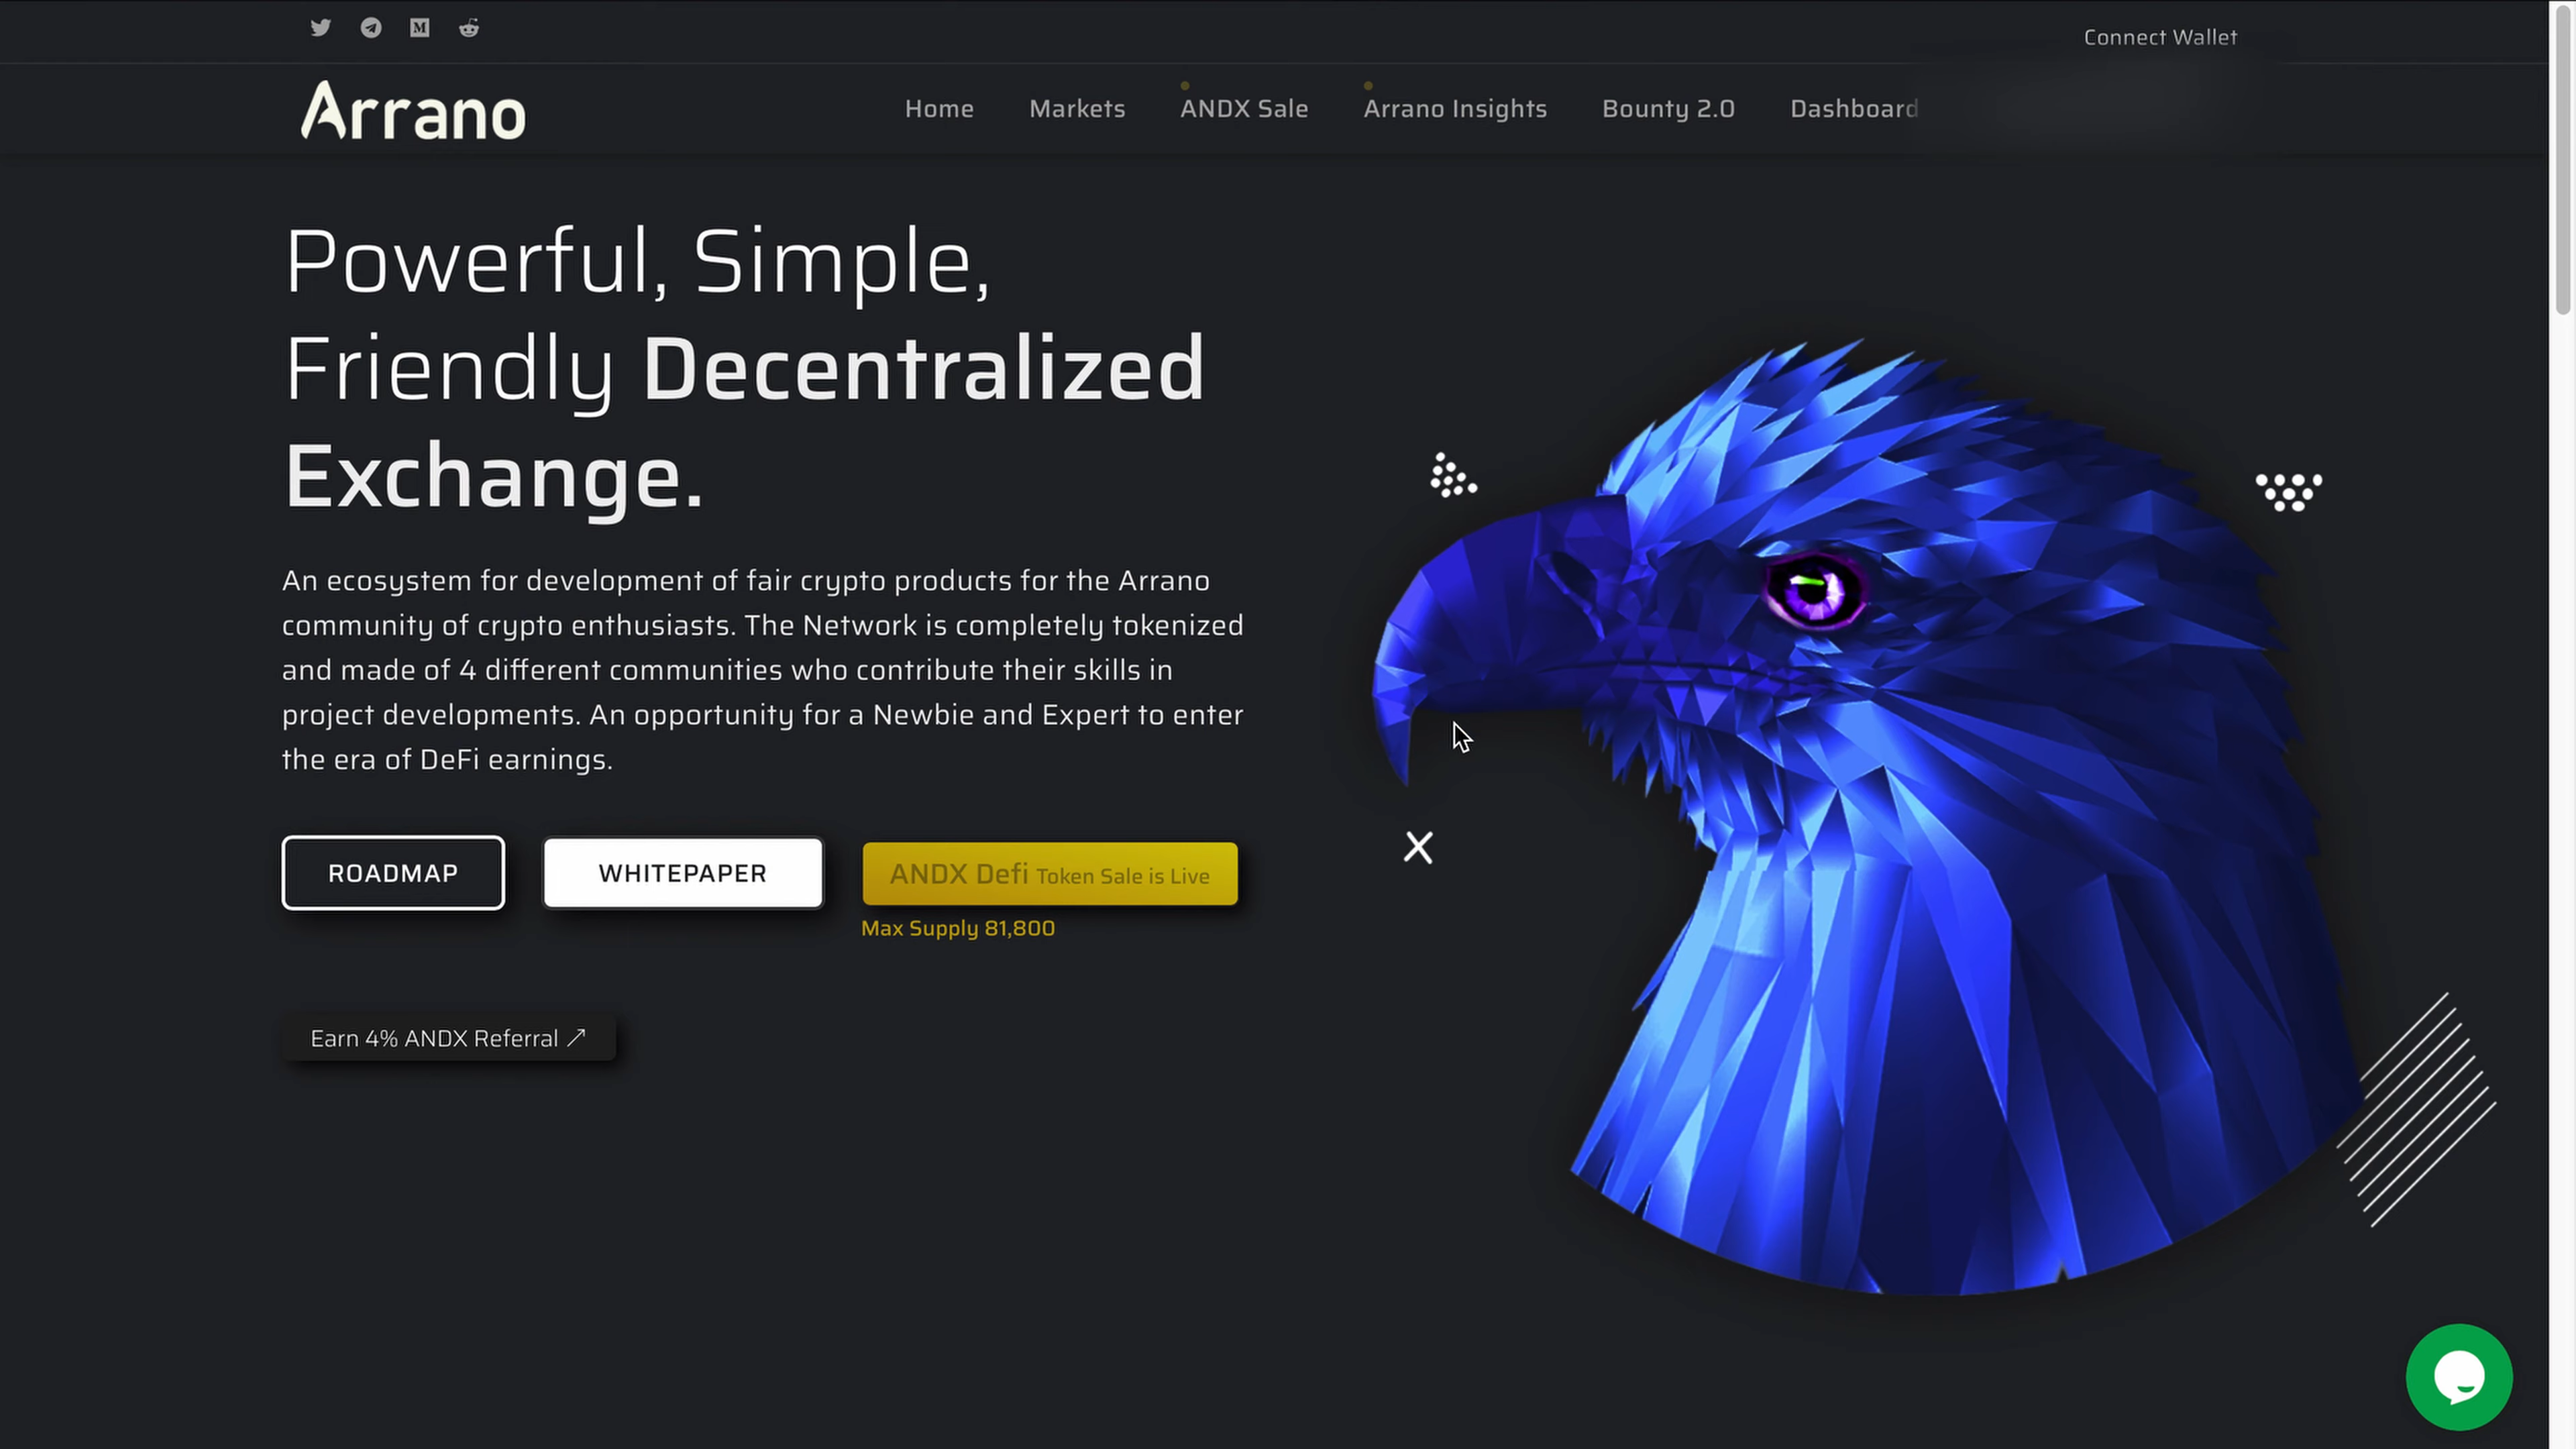 Connect Wallet
Arrano
Home Markets ANDX Sale Arrano Insights Bounty 2.0 Dashboard
Powerful, Simple,
Friendly Decentralized
Exchange.
An ecosystem for development of fair crypto products for the Arrano
community of crypto enthusiasts. The Network is completely tokenized
and made of 4 different communities who contribute their skills in
project developments. An opportunity for a Newbie and Expert to enter
the era of DeFi earnings.
ROADMAP WHITEPAPER ANDX Defi Token Sale is Live
Max Supply 81,800
Earn 4% ANDX Referral ↗